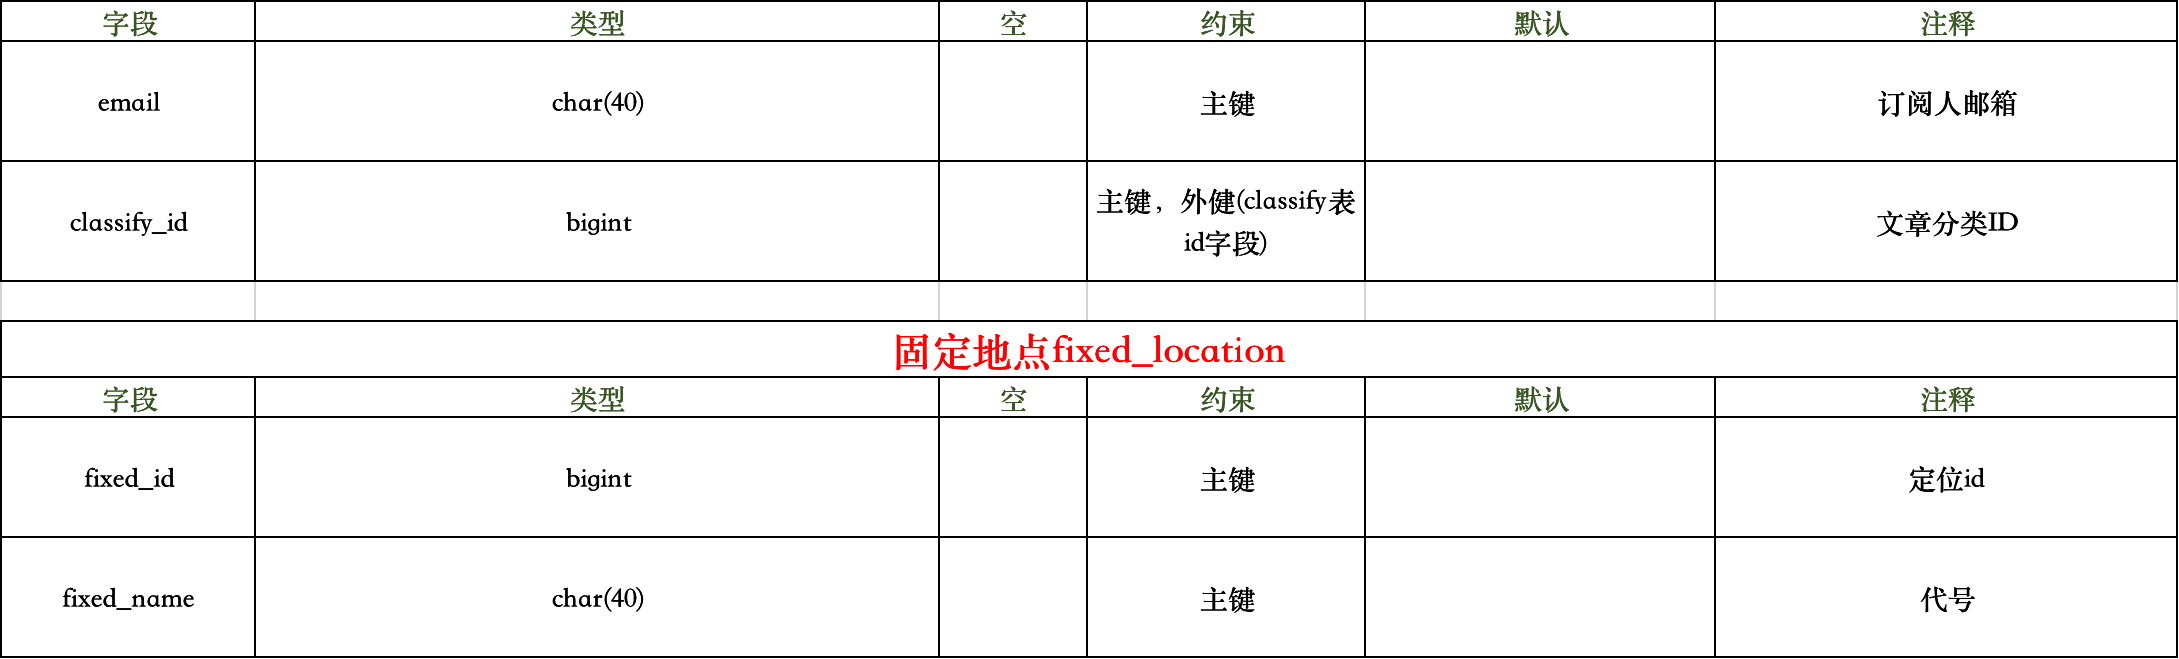 字段 类型 空 约束 默认 注释
email char(40) 主键 订阅人邮箱
classify_id bigint 主键，外健(classify表
id字段) 文章分类ID
固定地点fixed_location
字段 类型 空 约束 默认 注释
fixed_id bigint 主键 定位id
fixed_name char(40) 主键 代号